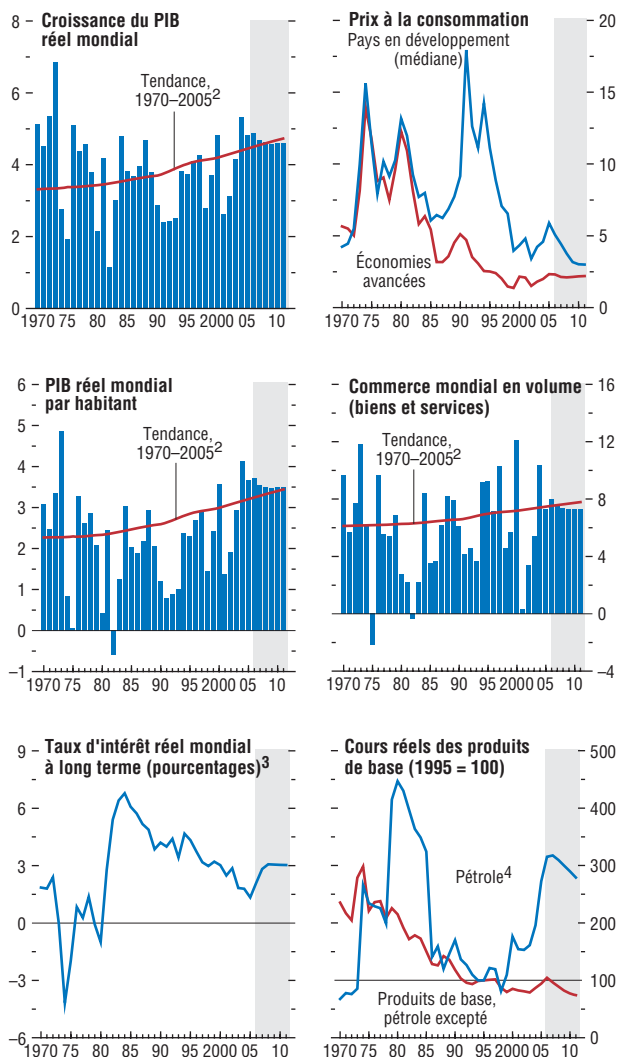 Croissance du PIB
réel mondial
Tendance,
1970–2005²
8
6
4
2
0
1970 75 80 85 90 95 2000 05 10
Prix à la consommation
Pays en développement
(médiane)
Économies
avancées
20
15
10
5
0
1970 75 80 85 90 95 2000 05 10
PIB réel mondial
par habitant
Tendance,
1970–2005²
6
5
4
3
2
1
0
–1
1970 75 80 85 90 95 2000 05 10
Commerce mondial en volume
(biens et services)
Tendance,
1970–2005²
16
12
8
4
0
–4
1970 75 80 85 90 95 2000 05 10
Taux d'intérêt réel mondial
à long terme (pourcentages)³
9
6
3
0
–3
–6
1970 75 80 85 90 95 2000 05 10
Cours réels des produits
de base (1995 = 100)
Pétrole⁴
Produits de base,
pétrole excepté
500
400
300
200
100
0
1970 75 80 85 90 95 2000 05 10